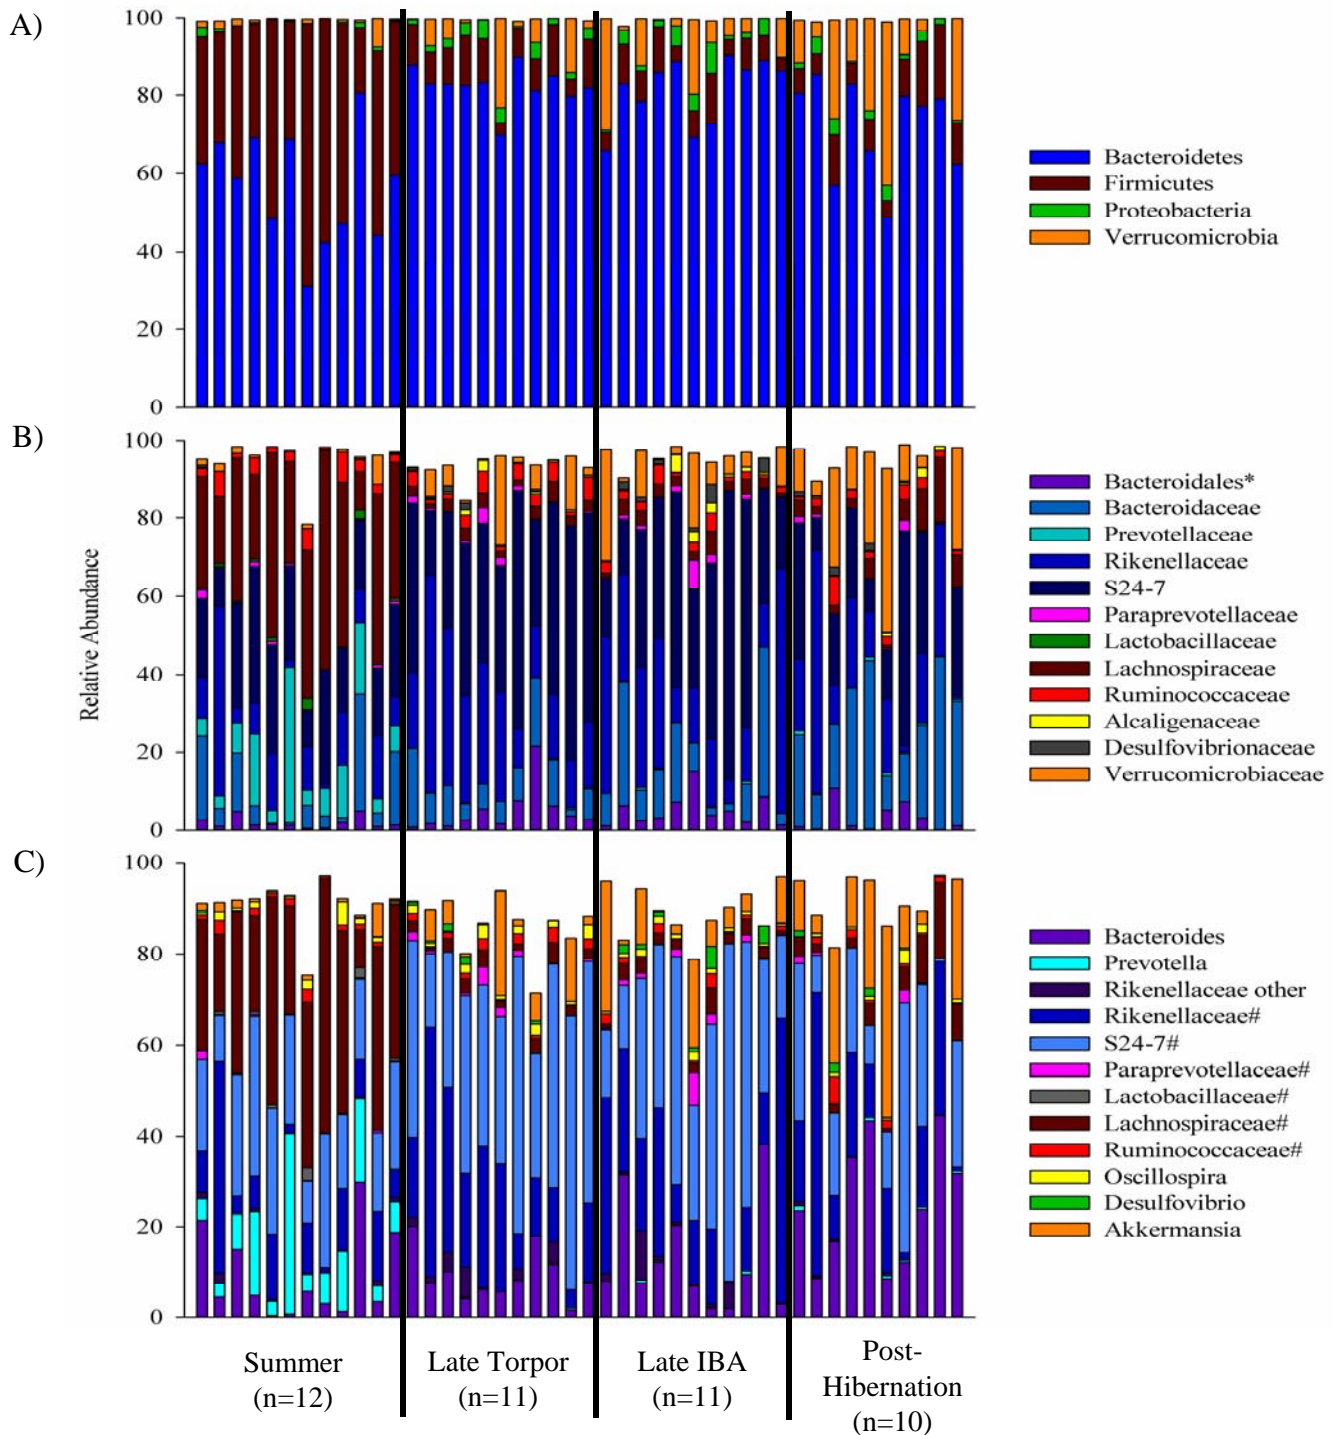 A)
100
80
60
40
20
0
Bacteroidetes
Firmicutes
Proteobacteria
Verrucomicrobia
B)
100
80
60
40
20
0
Relative Abundance
Bacteroidales*
Bacteroidaceae
Prevotellaceae
Rikenellaceae
S24-7
Paraprevotellaceae
Lactobacillaceae
Lachnospiraceae
Ruminococcaceae
Alcaligenaceae
Desulfovibrionaceae
Verrucomicrobiaceae
C)
100
80
60
40
20
0
Bacteroides
Prevotella
Rikenellaceae other
Rikenellaceae#
S24-7#
Paraprevotellaceae#
Lactobacillaceae#
Lachnospiraceae#
Ruminococcaceae#
Oscillospira
Desulfovibrio
Akkermansia
Summer
(n=12)
Late Torpor
(n=11)
Late IBA
(n=11)
Post-
Hibernation
(n=10)